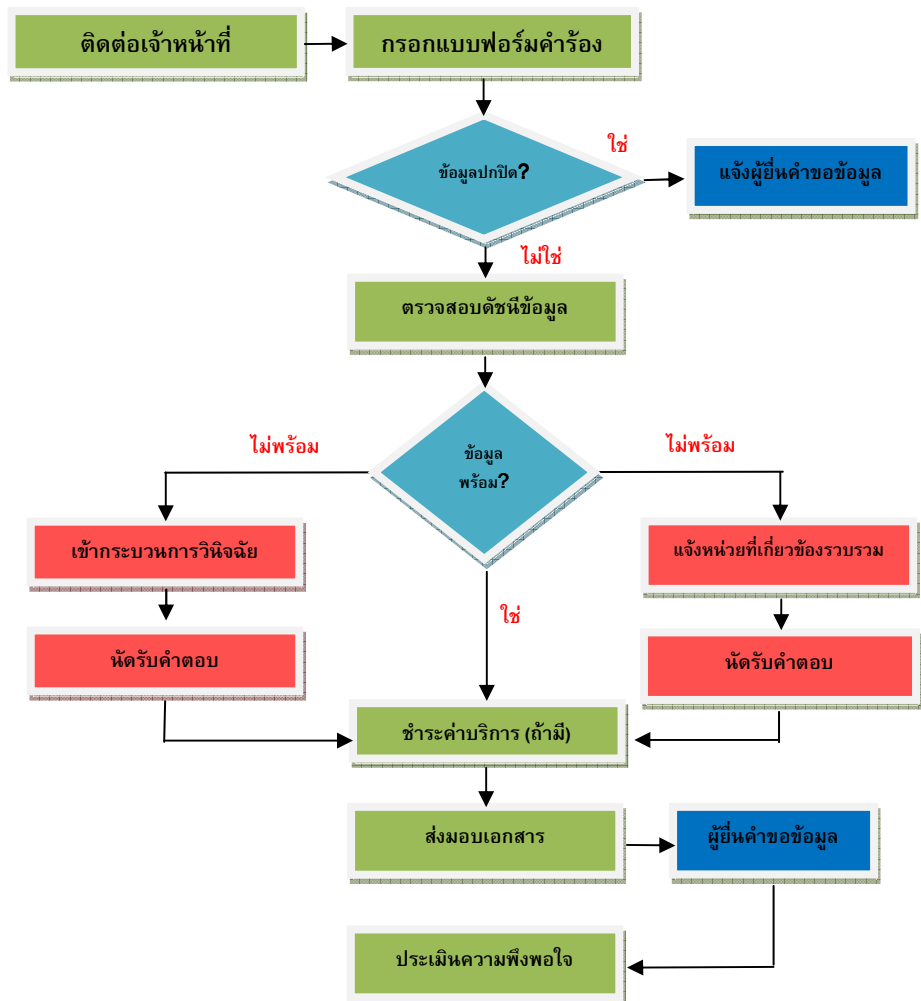 ติดต่อเจ้าหน้าที่
กรอกแบบฟอร์มคำร้อง
ใช่
ข้อมูลปกปิด?
แจ้งผู้ยื่นคำขอข้อมูล
ไม่ใช่
ตรวจสอบดัชนีข้อมูล
ไม่พร้อม
ข้อมูล
พร้อม?
ไม่พร้อม
เข้ากระบวนการวินิจฉัย
แจ้งหน่วยที่เกี่ยวข้องรวบรวม
ใช่
นัดรับคำตอบ
นัดรับคำตอบ
ชำระค่าบริการ (ถ้ามี)
ส่งมอบเอกสาร
ผู้ยื่นคำขอข้อมูล
ประเมินความพึงพอใจ